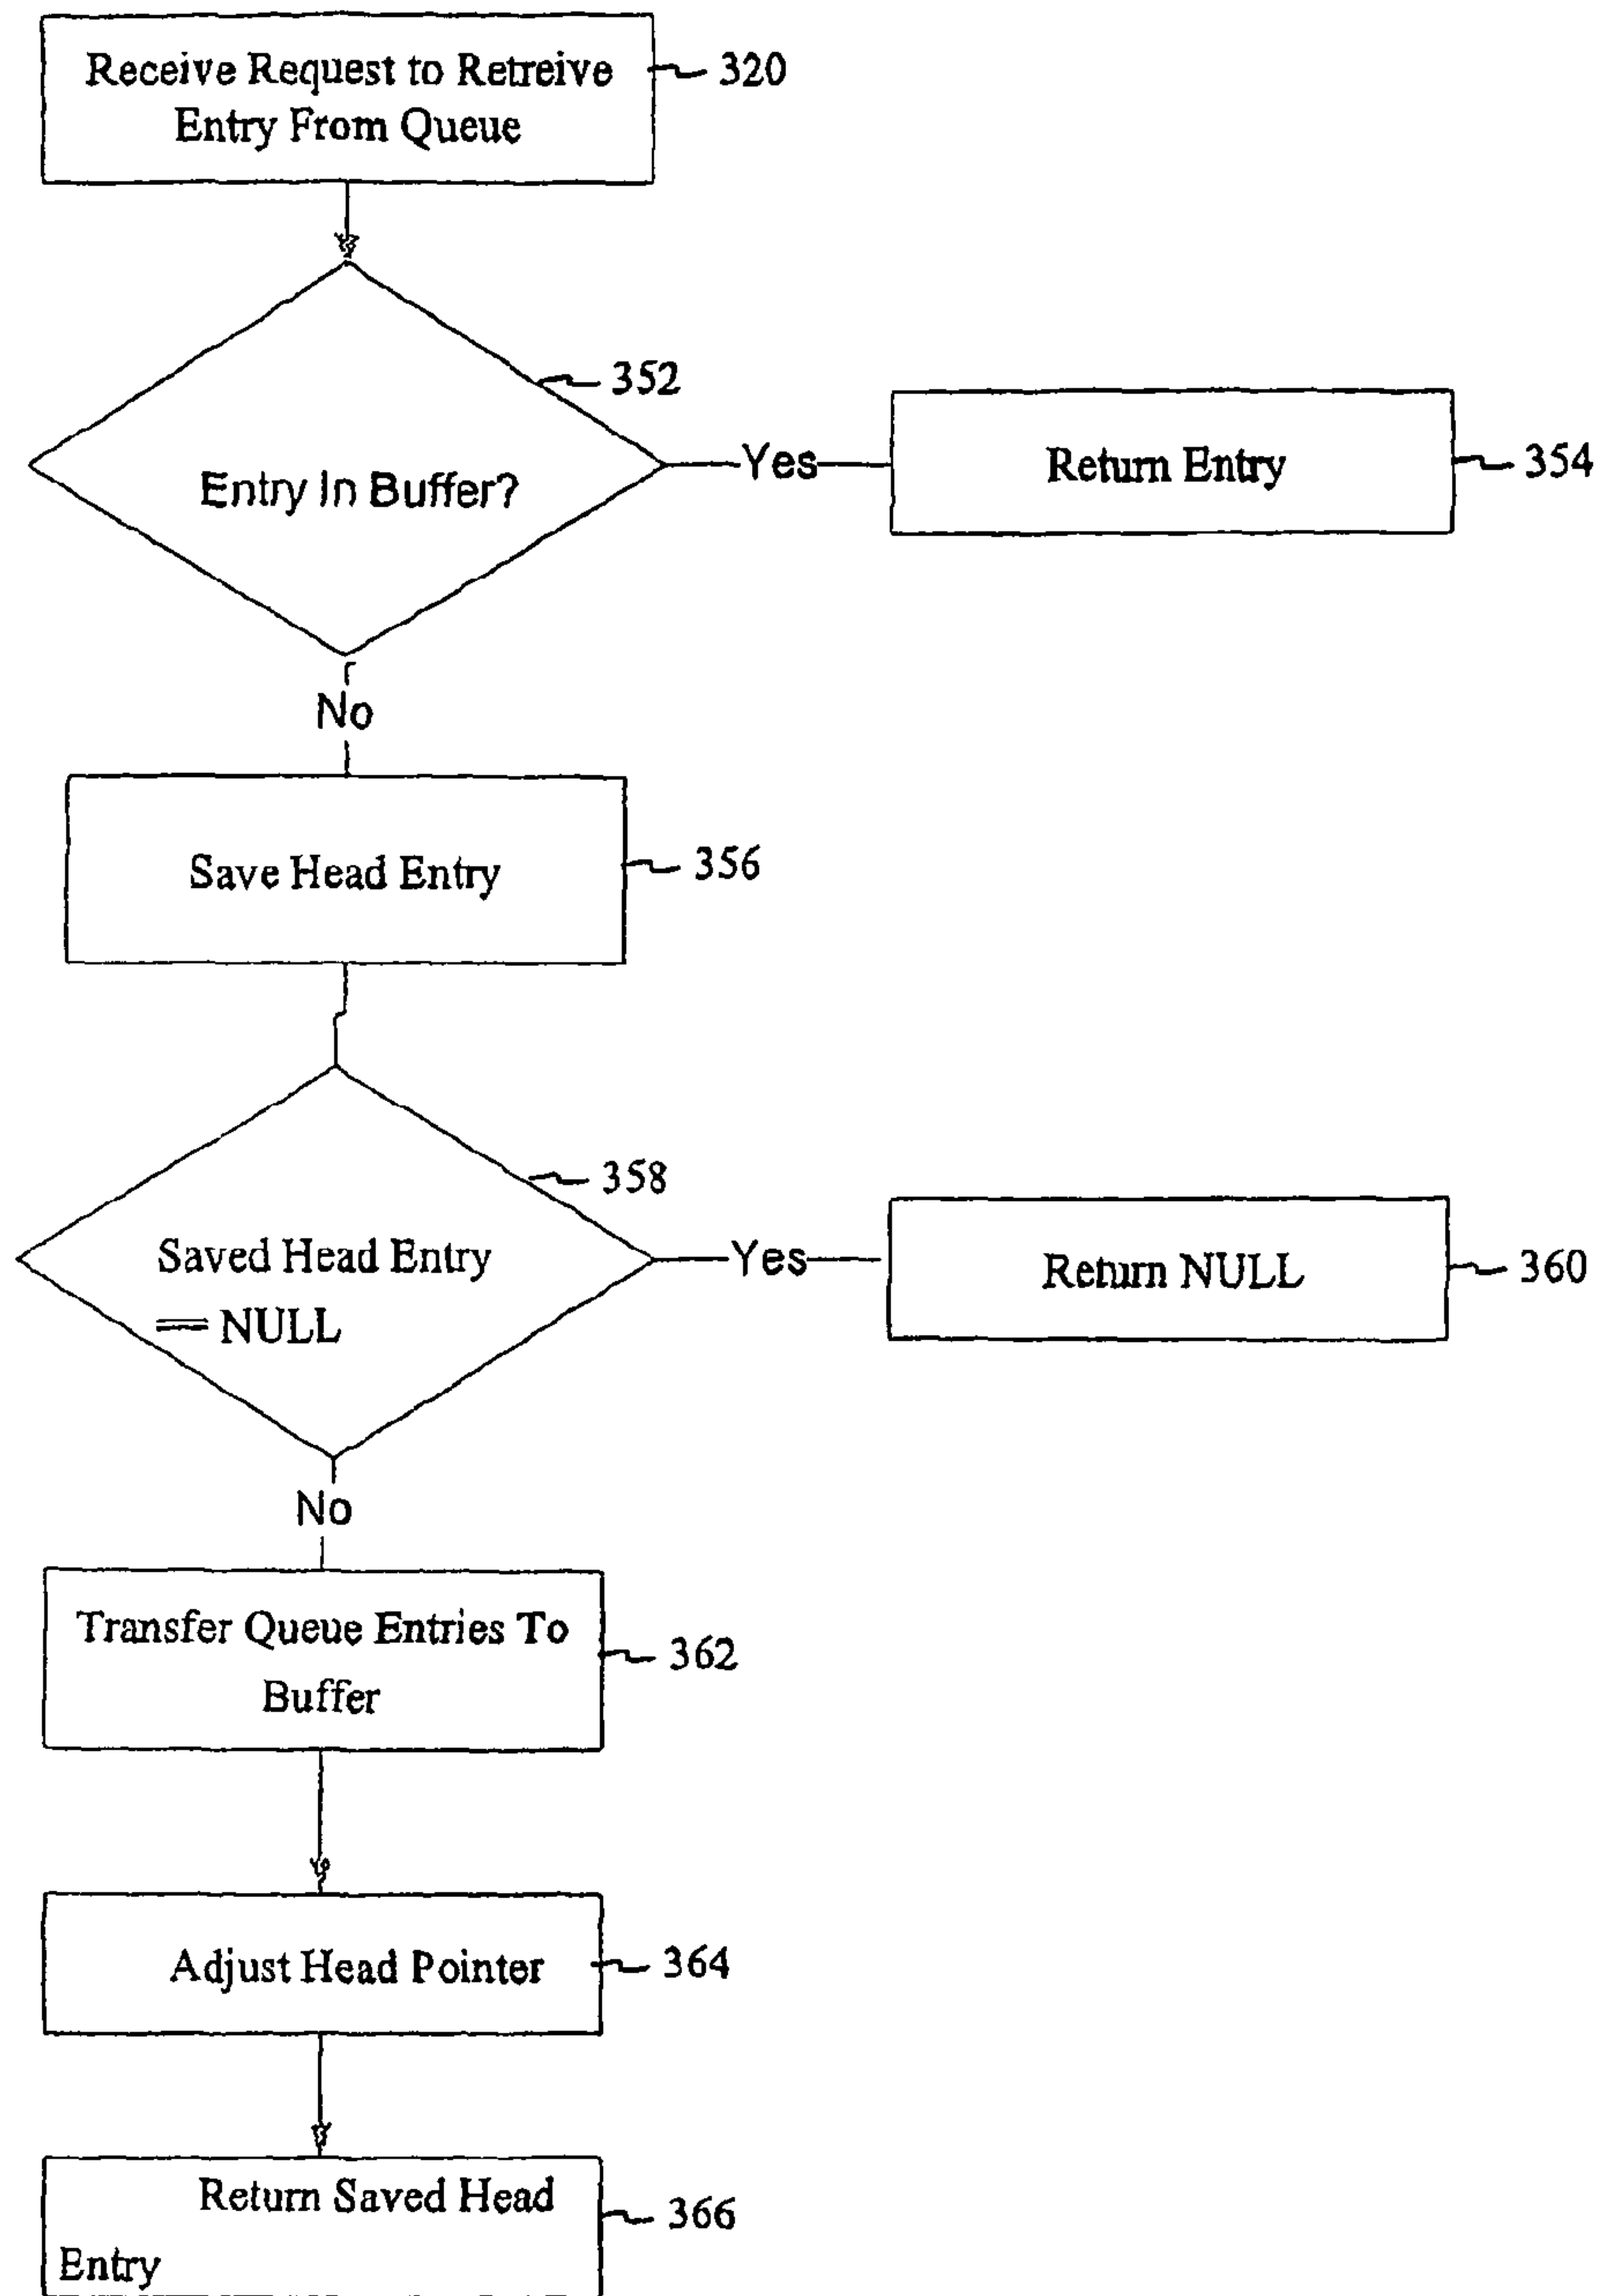 Receive Request to Retreive
Entry From Queue
320
352
Entry In Buffer?
Yes
Return Entry
354
No
Save Head Entry
356
358
Saved Head Entry
== NULL
Yes
Return NULL
360
No
Transfer Queue Entries To
Buffer
362
Adjust Head Pointer
364
Return Saved Head
Entry
366